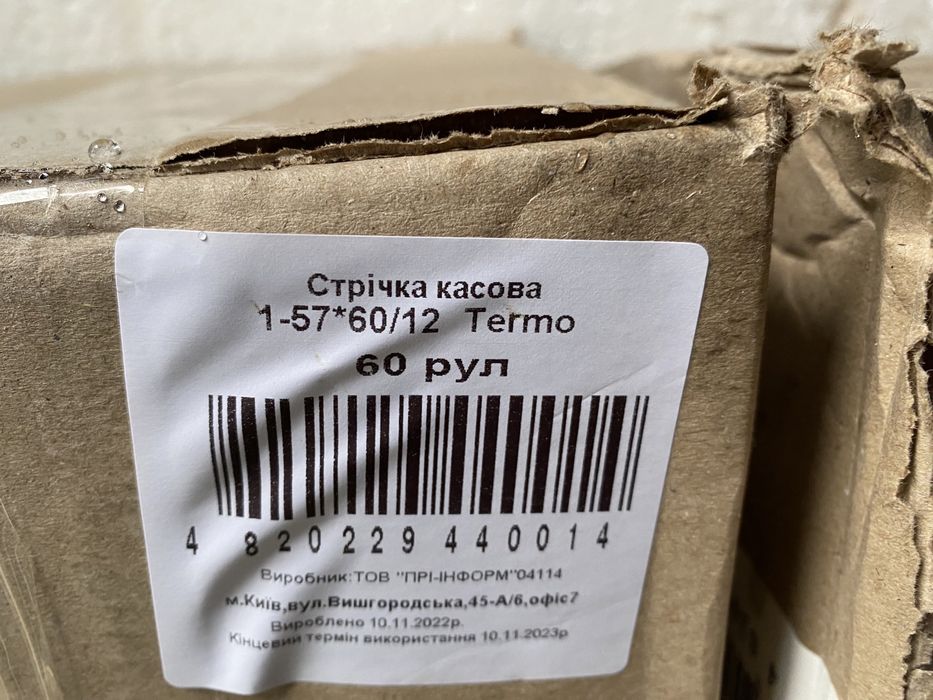 Стрічка касова
1-57*60/12 Termo
60 рул
4 820229 440014
Виробник:ТОВ "ПРІ-ІНФОРМ"04114
м.Київ,вул.Вишгородська,45-А/6,офіс7
Вироблено 10.11.2022р.
Кінцевий термін використання 10.11.2023р